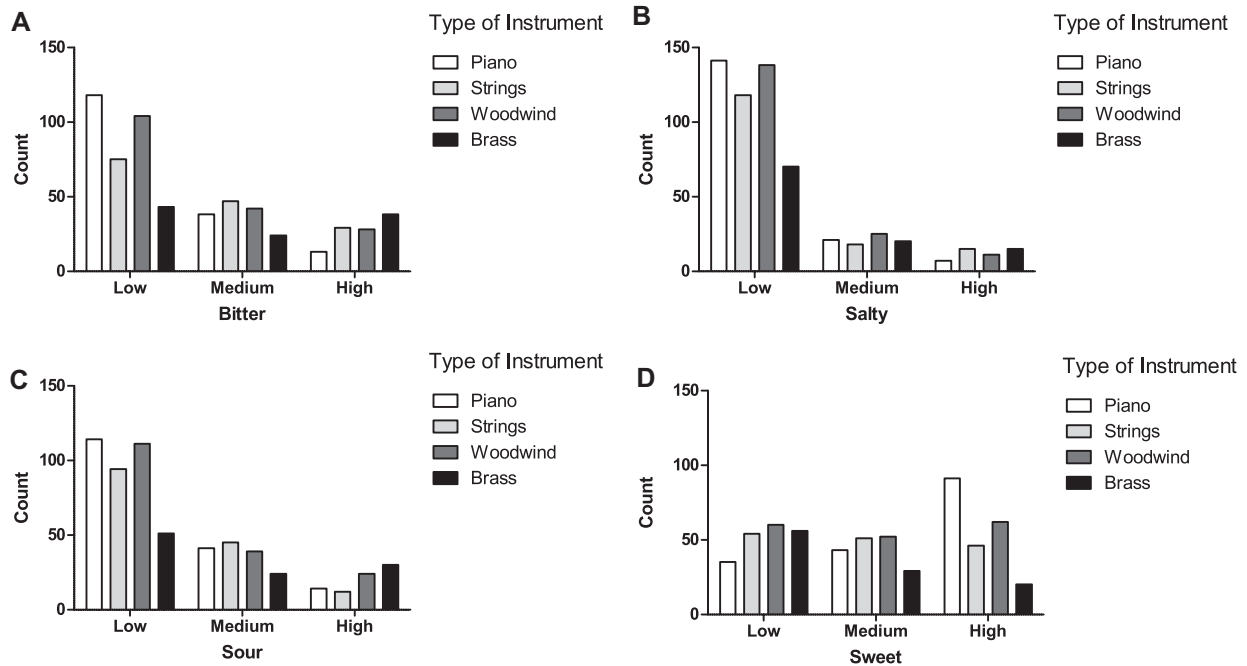 A
Type of Instrument
Piano
Strings
Woodwind
Brass
150
100
50
0
Count
Low Medium High
Bitter
B
Type of Instrument
Piano
Strings
Woodwind
Brass
150
100
50
0
Count
Low Medium High
Salty
C
Type of Instrument
Piano
Strings
Woodwind
Brass
150
100
50
0
Count
Low Medium High
Sour
D
Type of Instrument
Piano
Strings
Woodwind
Brass
150
100
50
0
Count
Low Medium High
Sweet